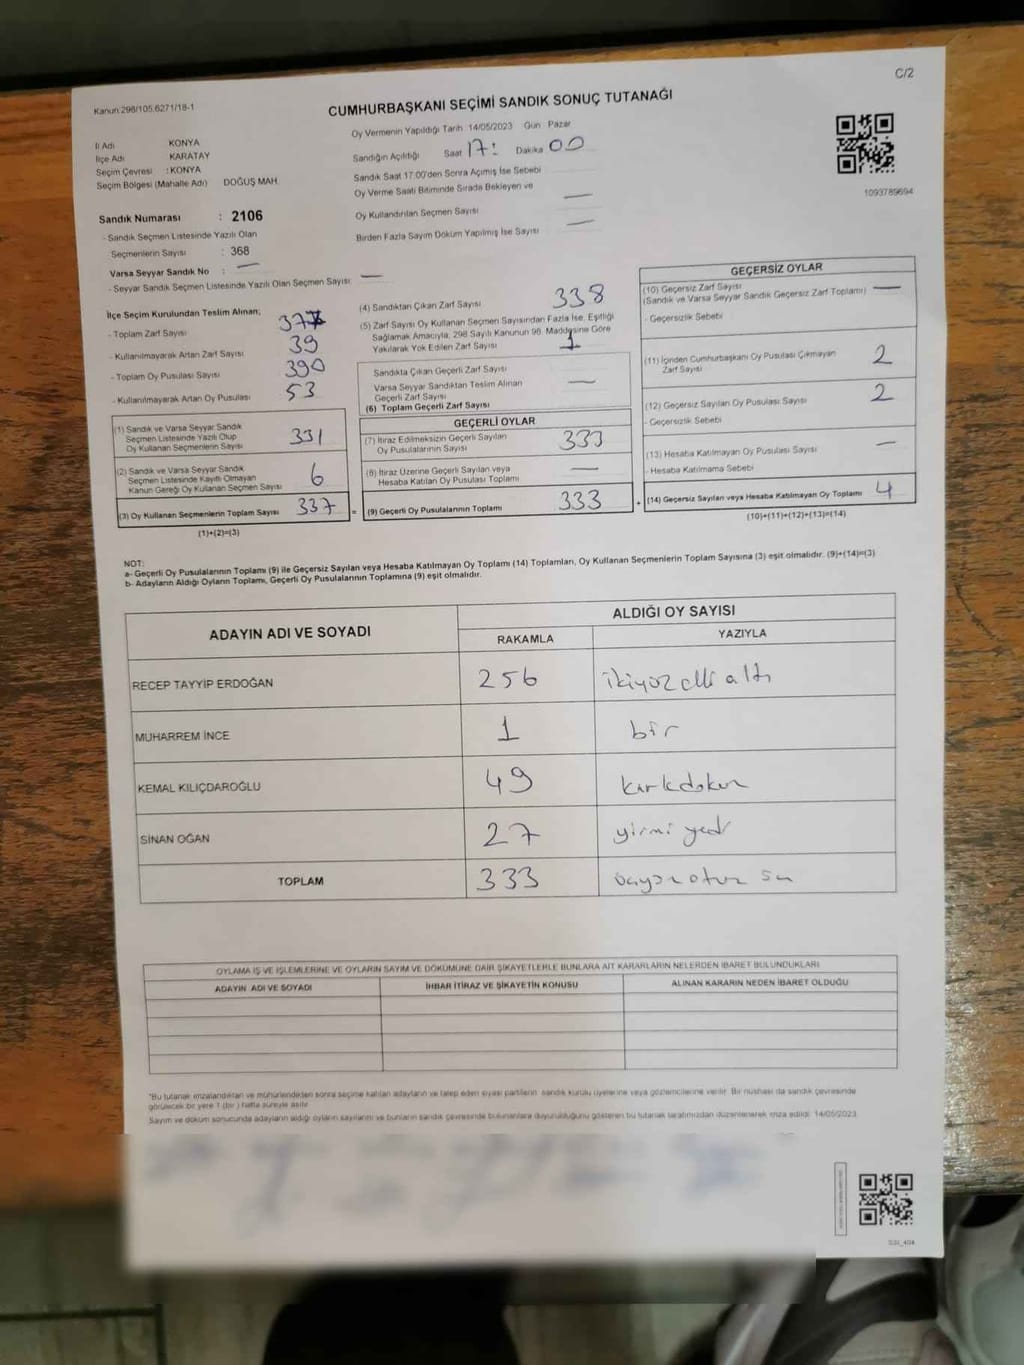 C/2
Kanun 298/105,6271/18-1
CUMHURBAŞKANI SEÇİMİ SANDIK SONUÇ TUTANAĞI
Oy Vermenin Yapıldığı Tarih 14/05/2023 Gün Pazar
İl Adı KONYA
İlçe Adı KARATAY
Seçim Çevresi : KONYA
Seçim Bölgesi (Mahalle Adı) DOĞUŞ MAH.
Sandığın Açıldığı Saat 17: Dakika 00
Sandık Saat 17:00'den Sonra Açımış İse Sebebi
Oy Verme Saati Bitiminde Sırada Bekleyen ve
Oy Kullandırılan Seçmen Sayısı —
Birden Fazla Sayım Döküm Yapılmış İse Sayısı —
1093789694
Sandık Numarası : 2106
- Sandık Seçmen Listesinde Yazılı Olan
Seçmenlerin Sayısı : 368
Varsa Seyyar Sandık No : —
- Seyyar Sandık Seçmen Listesinde Yazılı Olan Seçmen Sayısı: —
İlçe Seçim Kurulundan Teslim Alınan;
- Toplam Zarf Sayısı 377
- Kullanılmayarak Artan Zarf Sayısı 39
- Toplam Oy Pusulası Sayısı 390
- Kullanılmayarak Artan Oy Pusulası 53
(1) Sandık ve Varsa Seyyar Sandık
Seçmen Listesinde Yazılı Olup
Oy Kullanan Seçmenlerin Sayısı 331
(2) Sandık ve Varsa Seyyar Sandık
Seçmen Listesinde Kayıtlı Olmayan
Kanun Gereği Oy Kullanan Seçmen Sayısı 6
(3) Oy Kullanan Seçmenlerin Toplam Sayısı 337 =
(1)+(2)=(3)
(4) Sandıktan Çıkan Zarf Sayısı 338
(5) Zarf Sayısı Oy Kullanan Seçmen Sayısından Fazla İse, Eşitliği
Sağlamak Amacıyla, 298 Sayılı Kanunun 98. Maddesine Göre
Yakılarak Yok Edilen Zarf Sayısı 1
Sandıkta Çıkan Geçerli Zarf Sayısı
Varsa Seyyar Sandıktan Teslim Alınan
Geçerli Zarf Sayısı —
(6) Toplam Geçerli Zarf Sayısı
GEÇERLİ OYLAR
(7) İtiraz Edilmeksizin Geçerli Sayılan
Oy Pusulalarının Sayısı 333
(8) İtiraz Üzerine Geçerli Sayılan veya
Hesaba Katılan Oy Pusulası Toplamı —
(9) Geçerli Oy Pusulalarının Toplamı 333 +
GEÇERSİZ OYLAR
(10) Geçersiz Zarf Sayısı
(Sandık ve Varsa Seyyar Sandık Geçersiz Zarf Toplamı) —
- Geçersizlik Sebebi
(11) İçinden Cumhurbaşkanı Oy Pusulası Çıkmayan
Zarf Sayısı 2
(12) Geçersiz Sayılan Oy Pusulası Sayısı 2
- Geçersizlik Sebebi
(13) Hesaba Katılmayan Oy Pusulası Sayısı —
- Hesaba Katılmama Sebebi
(14) Geçersiz Sayılan veya Hesaba Katılmayan Oy Toplamı 4
(10)+(11)+(12)+(13)=(14)
NOT:
a- Geçerli Oy Pusulalarının Toplamı (9) ile Geçersiz Sayılan veya Hesaba Katılmayan Oy Toplamı (14) Toplamları, Oy Kullanan Seçmenlerin Toplam Sayısına (3) eşit olmalıdır. (9)+(14)=(3)
b- Adayların Aldığı Oyların Toplamı, Geçerli Oy Pusulalarının Toplamına (9) eşit olmalıdır.
ADAYIN ADI VE SOYADI
ALDIĞI OY SAYISI
RAKAMLA YAZIYLA
RECEP TAYYİP ERDOĞAN 256 ikiyüz elli altı
MUHARREM İNCE 1 bir
KEMAL KILIÇDAROĞLU 49 kırkdokuz
SİNAN OĞAN 27 yirmi yedi
TOPLAM 333
OYLAMA İŞ VE İŞLEMLERİNE VE OYLARIN SAYIM VE DÖKÜMÜNE DAİR ŞİKAYETLERLE BUNLARA AİT KARARLARIN NELERDEN İBARET BULUNDUKLARI
ADAYIN ADI VE SOYADI İHBAR İTİRAZ VE ŞİKAYETİN KONUSU ALINAN KARARIN NEDEN İBARET OLDUĞU
*Bu tutanak imzalandıktan ve mühürlendikten sonra seçime katılan adayların ve talep eden siyasi partilerin sandık kurulu üyelerine veya gözlemcilerine verilir. Bir nüshası da sandık çevresinde
görülecek bir yere 1 (bir) hafta süreyle asılır.
Sayım ve döküm sonucunda adayların aldığı oyların sayılarını ve bunların sandık çevresinde bulunanlara duyurulduğunu gösteren bu tutanak tarafımızdan düzenlenerek imza edildi. 14/05/2023